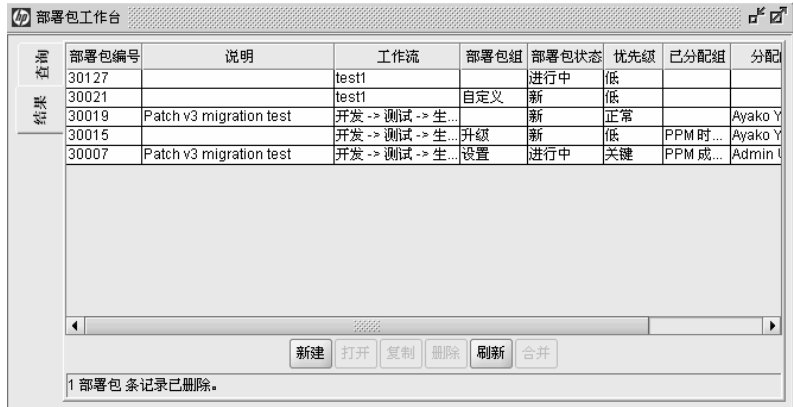 hp 部署包工作台
查询
结果
部署包编号 说明 工作流 部署包组 部署包状态 优先级 已分配组 分配
30127 test1 进行中 低
30021 test1 自定义 新 低
30019 Patch v3 migration test 开发 -> 测试 -> 生... 新 正常 Ayako Y
30015 开发 -> 测试 -> 生... 升级 新 低 PPM 时... Ayako Y
30007 Patch v3 migration test 开发 -> 测试 -> 生... 设置 进行中 关键 PPM 成... Admin U
新建 打开 复制 删除 刷新 合并
1 部署包 条记录已删除。